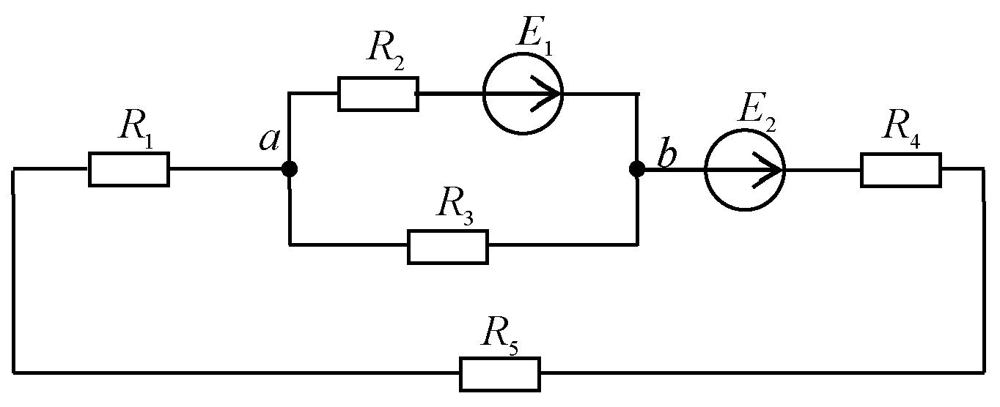 R₂
E₁
R₁
a
b
E₂
R₄
R₃
R₅